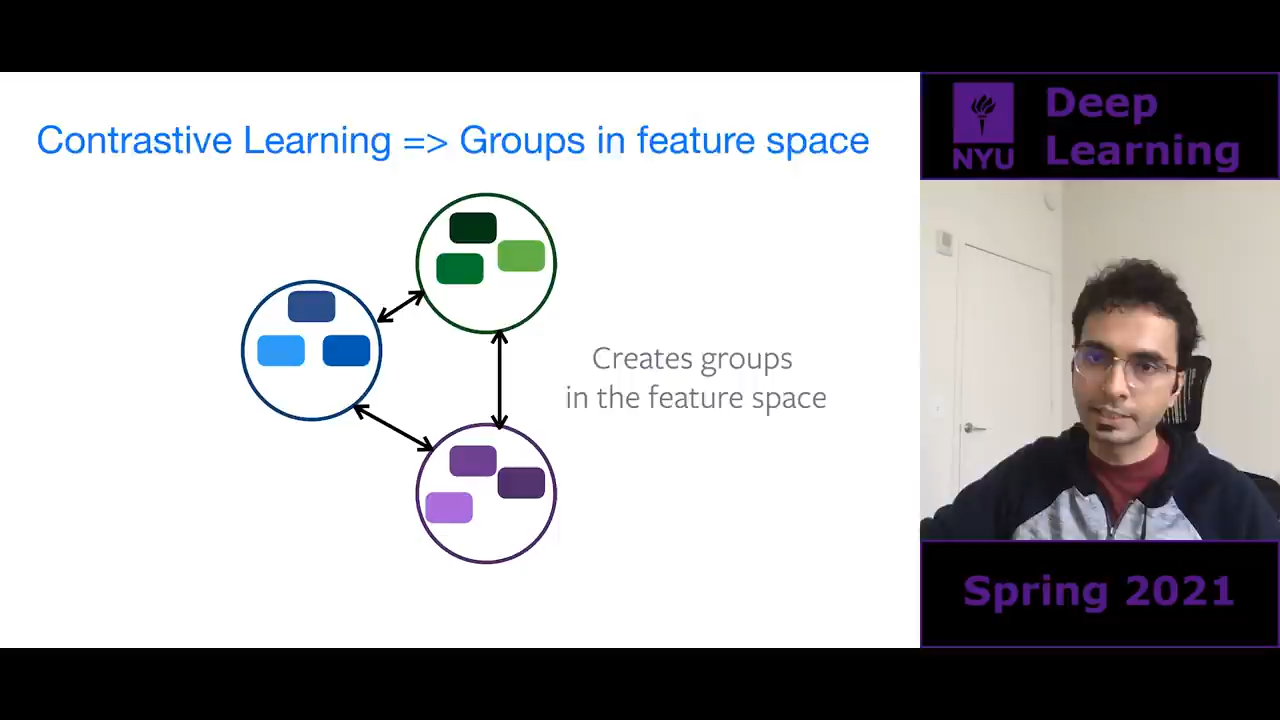 Contrastive Learning => Groups in feature space
Creates groups
in the feature space
NYU
Deep
Learning
Spring 2021